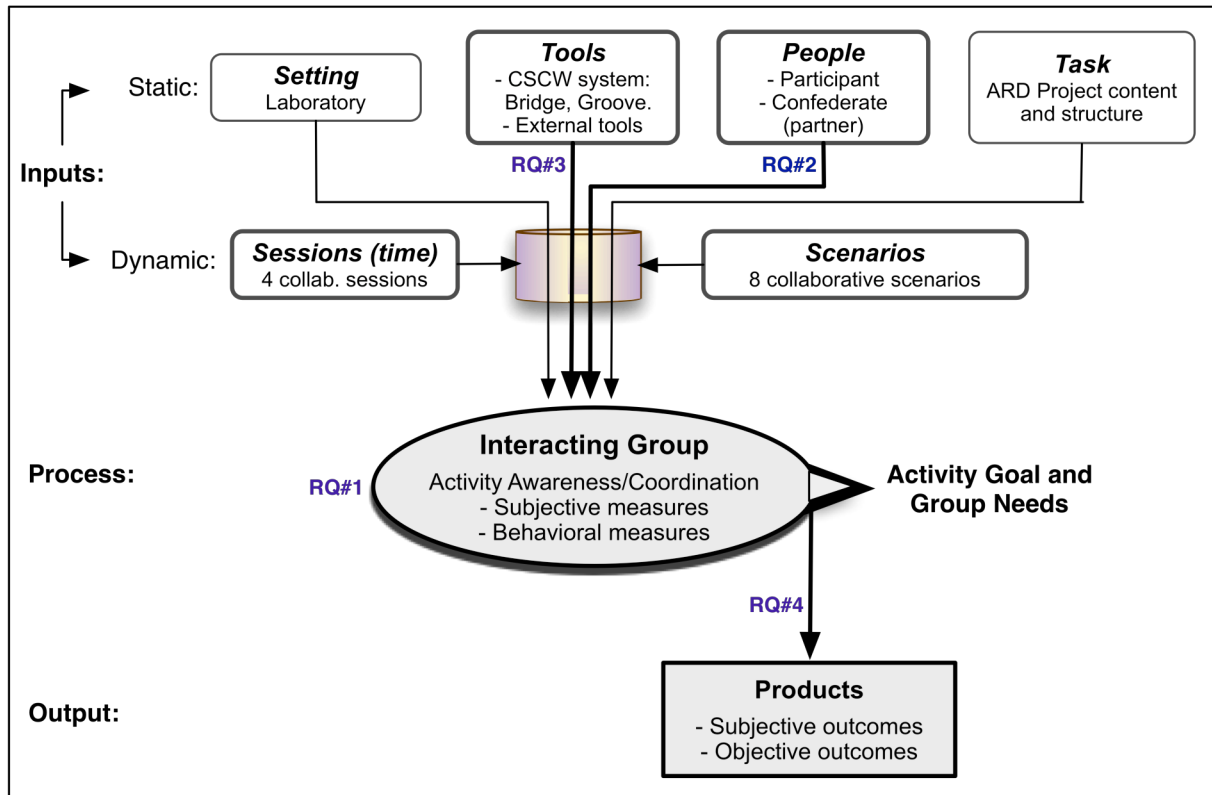 Inputs:
Static:
Setting
Laboratory
Tools
- CSCW system:
Bridge, Groove.
- External tools
People
- Participant
- Confederate
(partner)
Task
ARD Project content
and structure
RQ#3
RQ#2
Dynamic:
Sessions (time)
4 collab. sessions
Scenarios
8 collaborative scenarios
Process:
RQ#1
Interacting Group
Activity Awareness/Coordination
- Subjective measures
- Behavioral measures
Activity Goal and
Group Needs
RQ#4
Output:
Products
- Subjective outcomes
- Objective outcomes